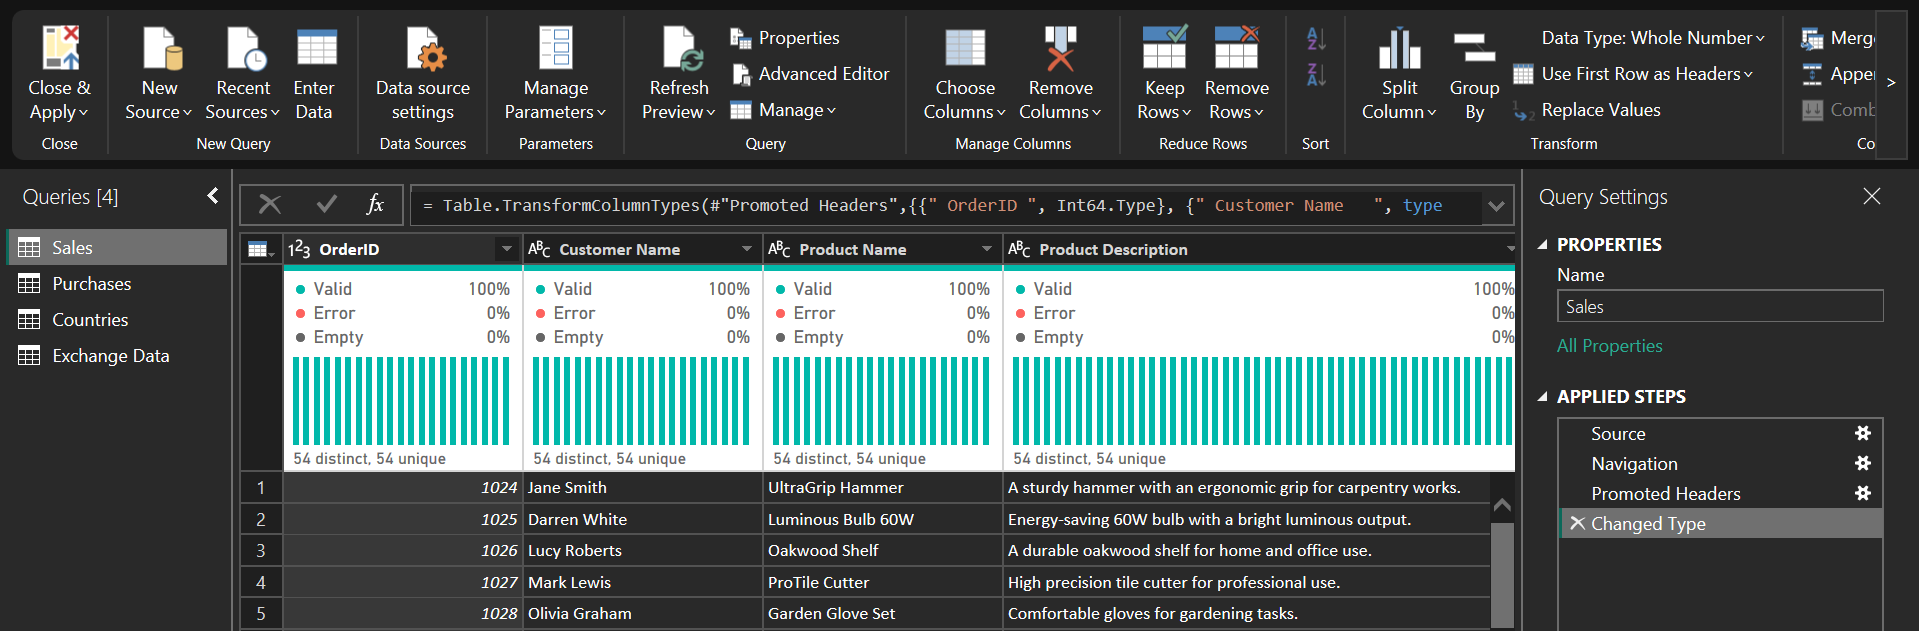 Close &
Apply
Close
New
Source
Recent
Sources
Enter
Data
New Query
Data source
settings
Data Sources
Manage
Parameters
Parameters
Refresh
Preview
Properties
Advanced Editor
Manage
Query
Choose
Columns
Remove
Columns
Manage Columns
Keep
Rows
Remove
Rows
Reduce Rows
A
Z
Z
A
Sort
Split
Column
Group
By
Data Type: Whole Number
Use First Row as Headers
1 2 Replace Values
Transform
Merg
Appe
Comb
Co
>
Queries [4]
Sales
Purchases
Countries
Exchange Data
fx
= Table.TransformColumnTypes(#"Promoted Headers",{{" OrderID ", Int64.Type}, {" Customer Name   ", type
123 OrderID ABC Customer Name ABC Product Name ABC Product Description
Valid 100% Valid 100% Valid 100% Valid 100%
Error 0% Error 0% Error 0% Error 0%
Empty 0% Empty 0% Empty 0% Empty 0%
54 distinct, 54 unique 54 distinct, 54 unique 54 distinct, 54 unique 54 distinct, 54 unique
1 1024 Jane Smith UltraGrip Hammer A sturdy hammer with an ergonomic grip for carpentry works.
2 1025 Darren White Luminous Bulb 60W Energy-saving 60W bulb with a bright luminous output.
3 1026 Lucy Roberts Oakwood Shelf A durable oakwood shelf for home and office use.
4 1027 Mark Lewis ProTile Cutter High precision tile cutter for professional use.
5 1028 Olivia Graham Garden Glove Set Comfortable gloves for gardening tasks.
Query Settings
PROPERTIES
Name
Sales
All Properties
APPLIED STEPS
Source
Navigation
Promoted Headers
Changed Type